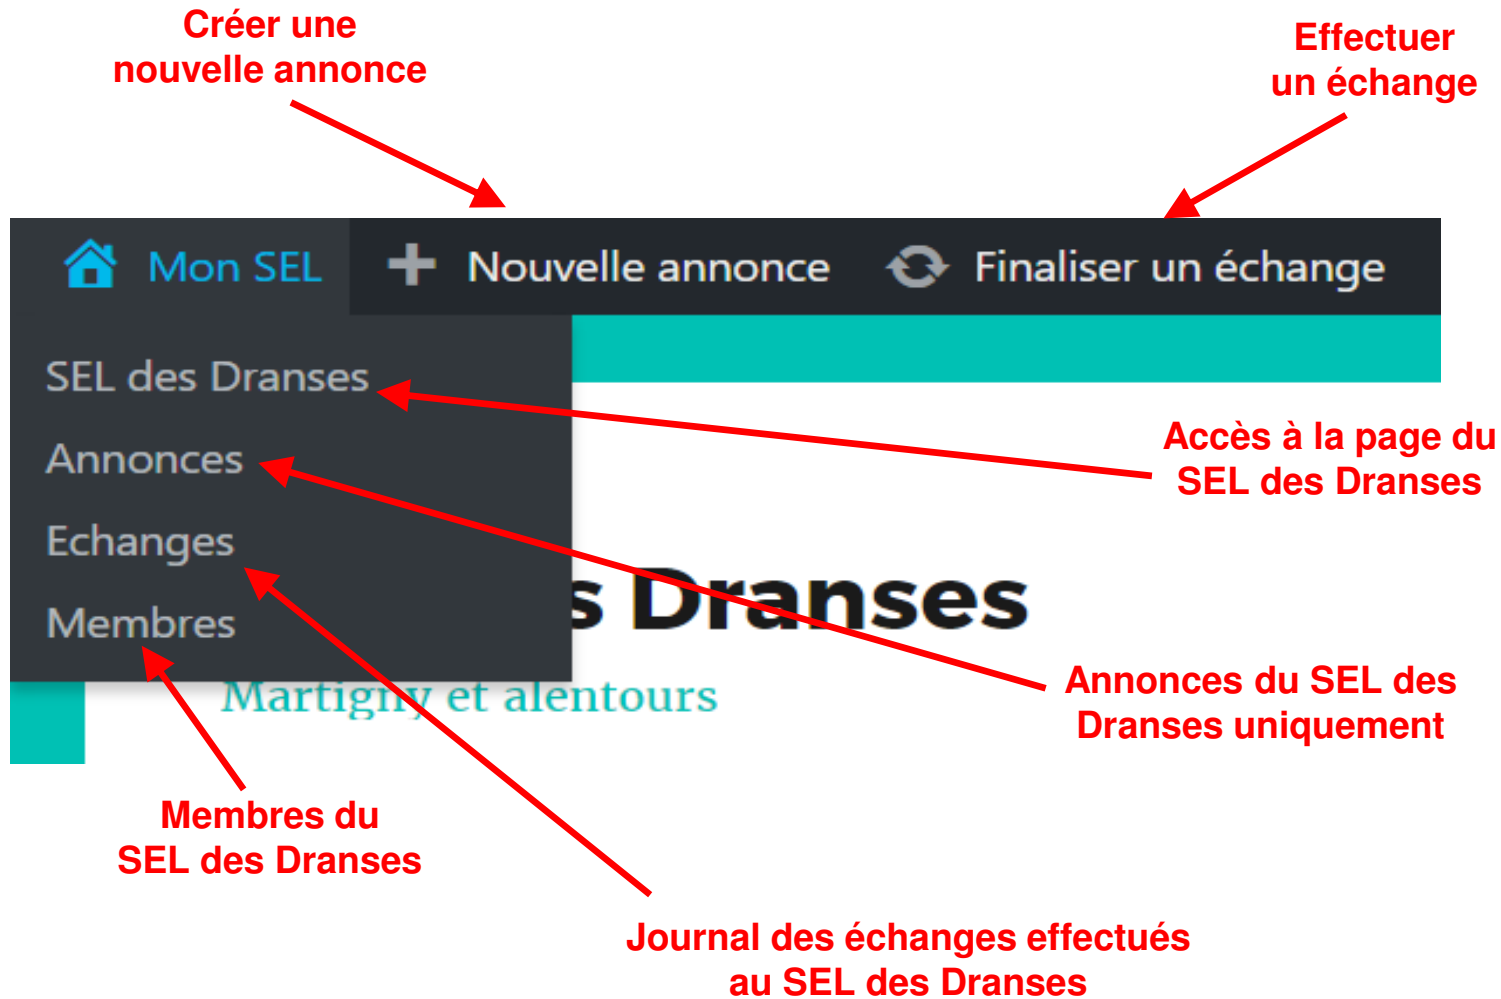 Créer une
nouvelle annonce
Effectuer
un échange
Mon SEL
Nouvelle annonce
Finaliser un échange
SEL des Dranses
Annonces
Echanges
Membres
s Dranses
Martigny et alentours
Accès à la page du
SEL des Dranses
Annonces du SEL des
Dranses uniquement
Membres du
SEL des Dranses
Journal des échanges effectués
au SEL des Dranses